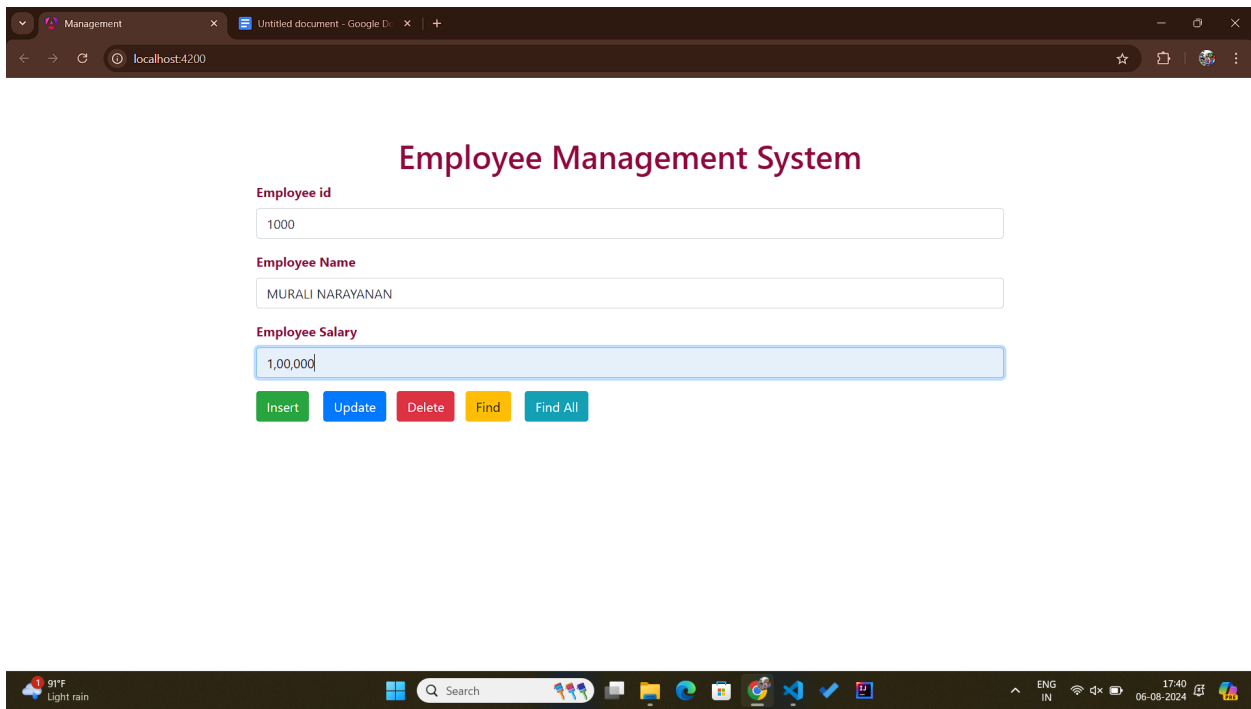 Management
Untitled document - Google Do
localhost:4200
Employee Management System
Employee id
1000
Employee Name
MURALI NARAYANAN
Employee Salary
1,00,000
Insert Update Delete Find Find All
1
91°F
Light rain
Search
ENG
IN
17:40
06-08-2024
PRE